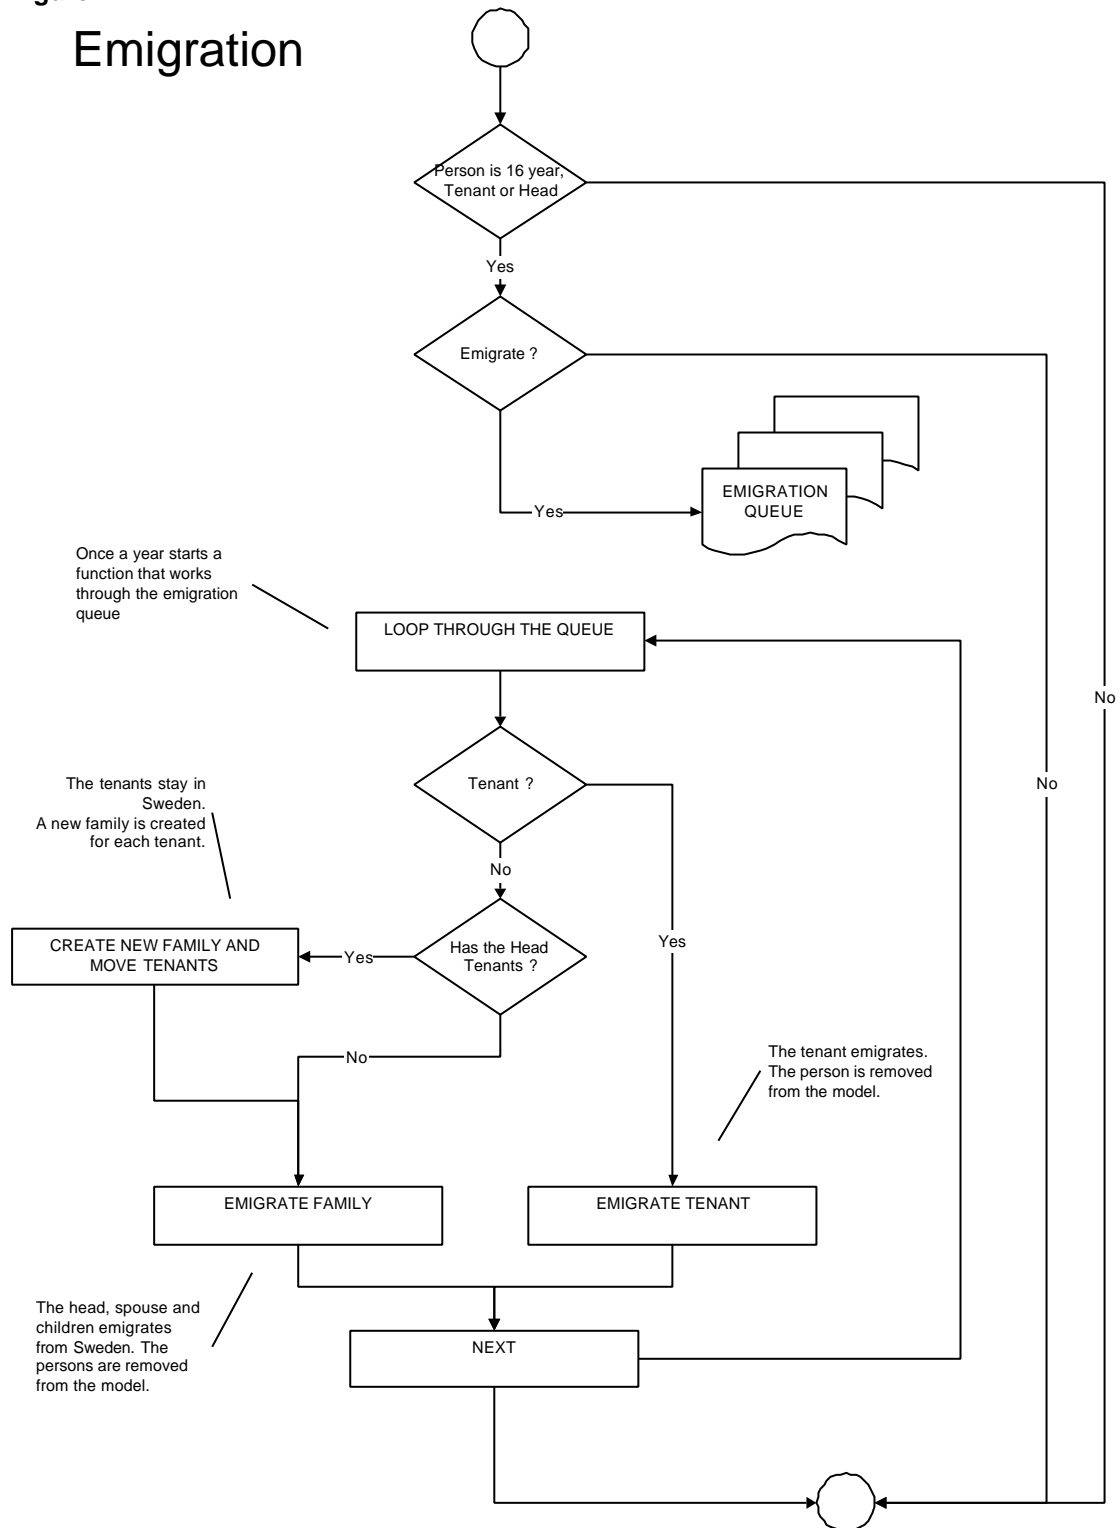 Emigration
Person is 16 year,
Tenant or Head
Yes
Emigrate ?
EMIGRATION
QUEUE
Yes
Once a year starts a
function that works
through the emigration
queue
LOOP THROUGH THE QUEUE
No
Tenant ?
No
The tenants stay in
Sweden.
A new family is created
for each tenant.
No
Yes
CREATE NEW FAMILY AND
MOVE TENANTS
Yes
Has the Head
Tenants ?
No
The tenant emigrates.
The person is removed
from the model.
EMIGRATE FAMILY
EMIGRATE TENANT
The head, spouse and
children emigrates
from Sweden. The
persons are removed
from the model.
NEXT